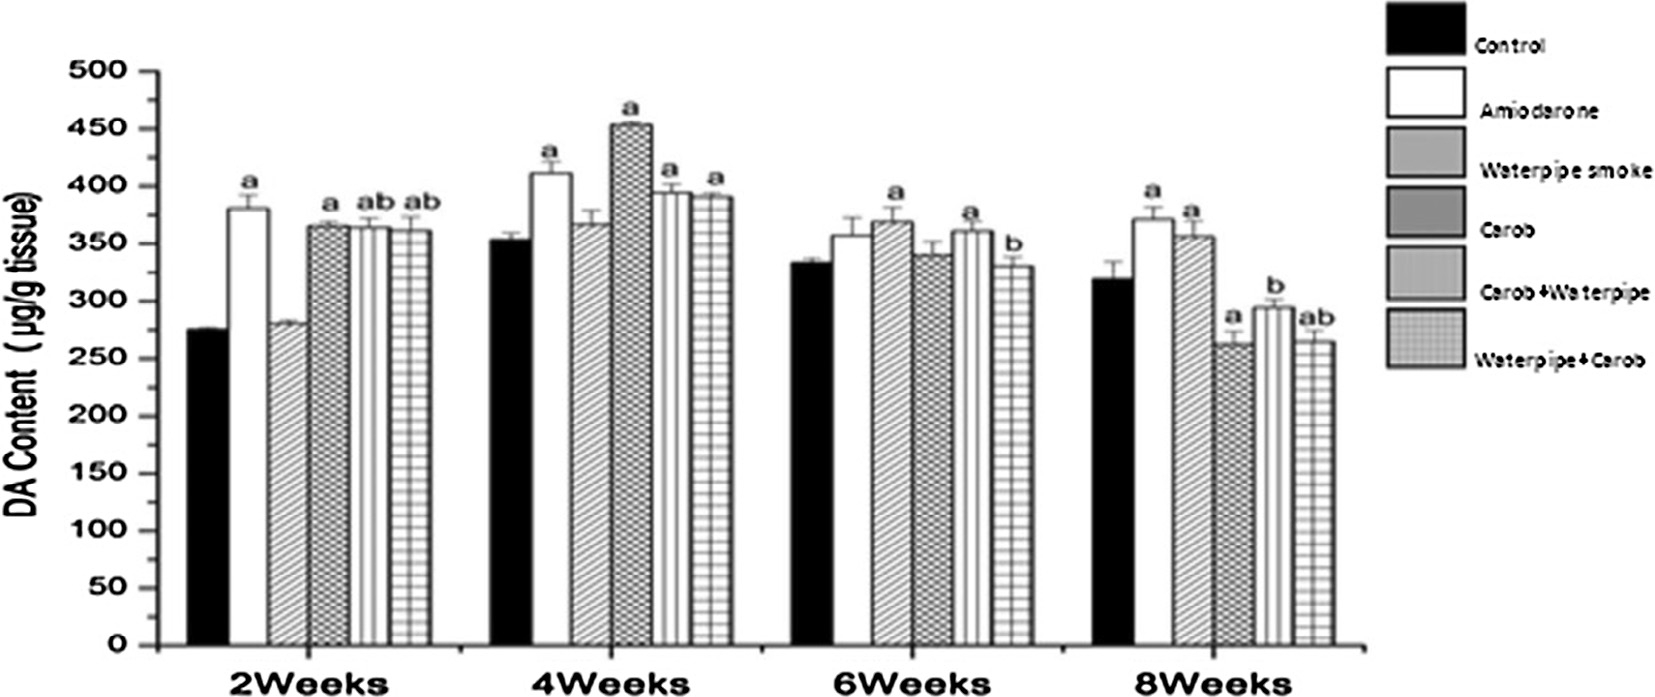 DA Content ( µg/g tissue)
500
450
400
350
300
250
200
150
100
50
0
a
a
ab
ab
a
a
a
a
a
a
b
a
a
a
b
ab
2Weeks
4Weeks
6Weeks
8Weeks
Control
Amiodarone
Waterpipe smoke
Carob
Carob+Waterpipe
Waterpipe+Carob